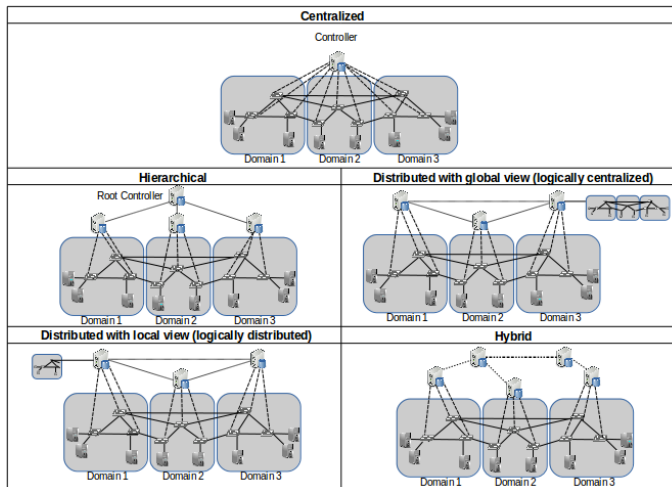 Centralized
Controller
Domain 1 Domain 2 Domain 3
Hierarchical
Root Controller
Domain 1 Domain 2 Domain 3
Distributed with global view (logically centralized)
Domain 1 Domain 2 Domain 3
Distributed with local view (logically distributed)
Domain 1 Domain 2 Domain 3
Hybrid
Domain 1 Domain 2 Domain 3